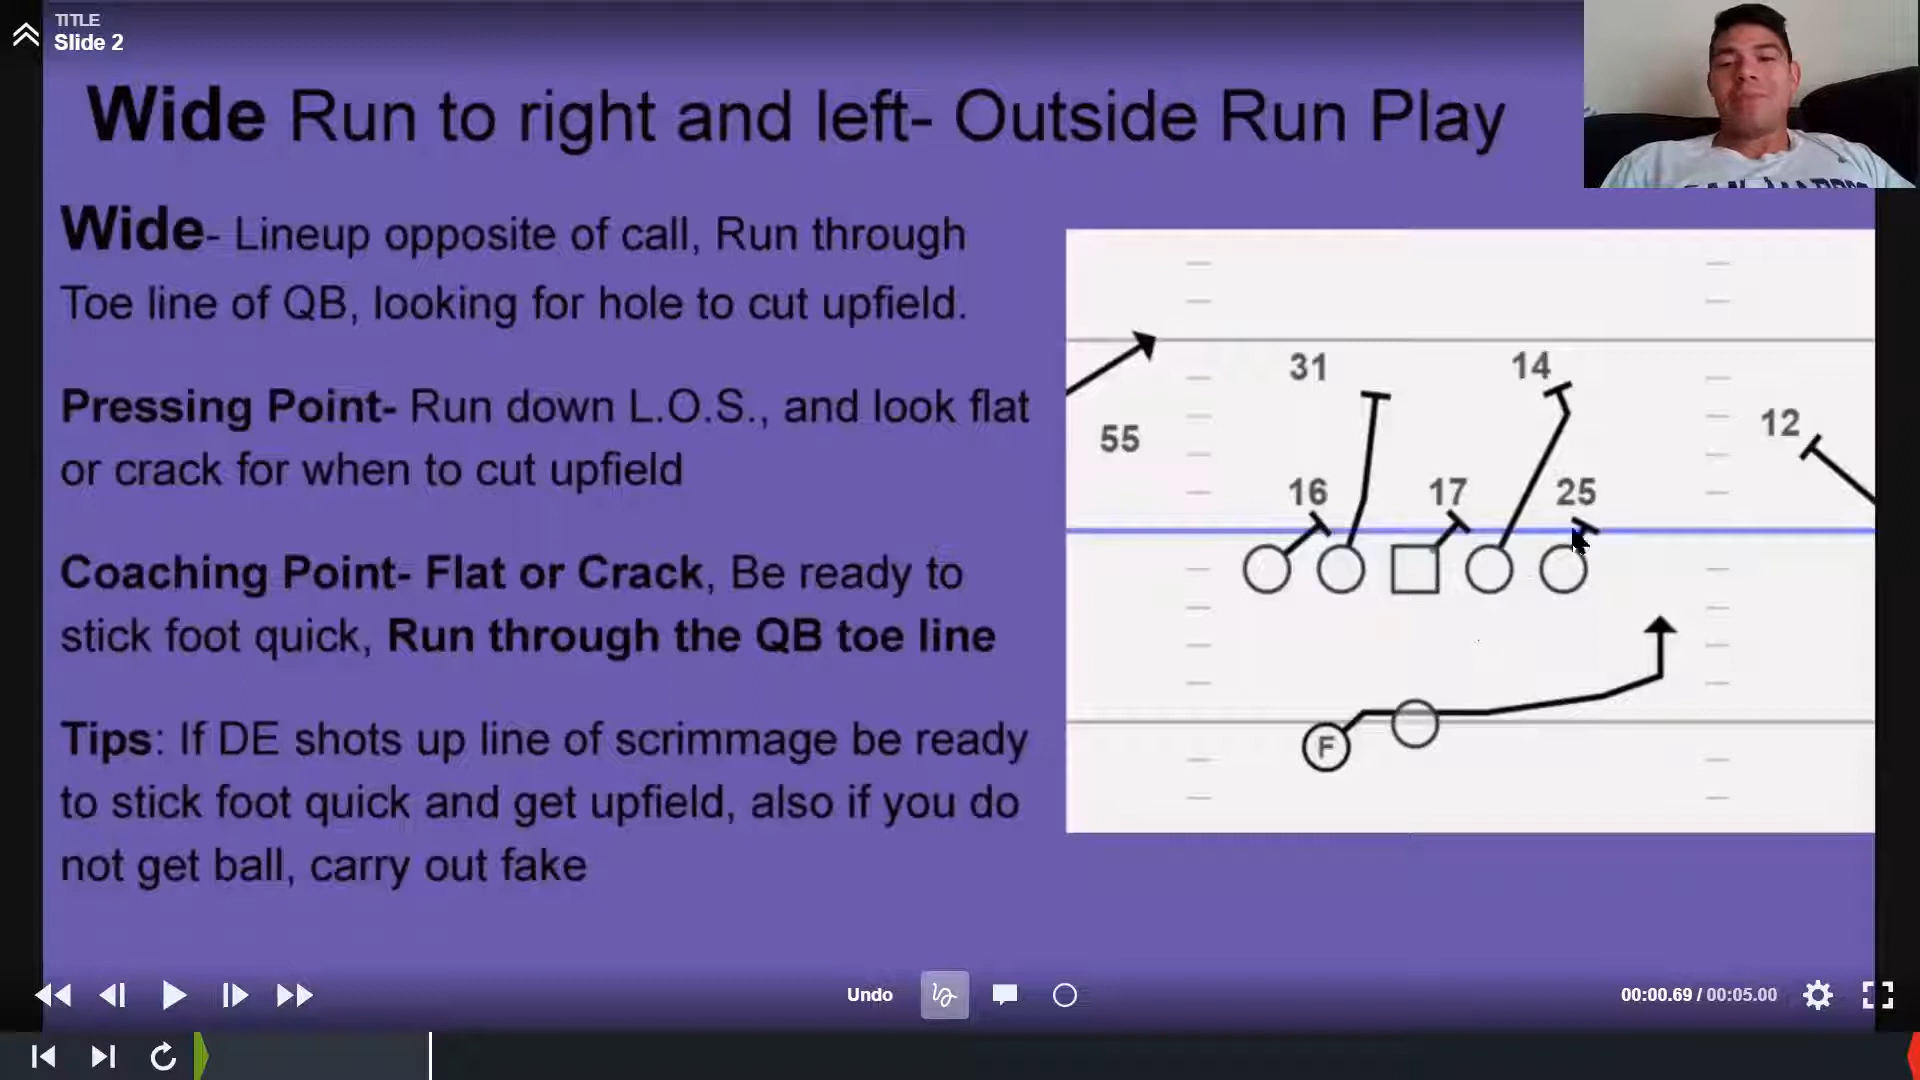 TITLE
Slide 2
Wide Run to right and left- Outside Run Play
Wide- Lineup opposite of call, Run through
Toe line of QB, looking for hole to cut upfield.
Pressing Point- Run down L.O.S., and look flat
or crack for when to cut upfield
Coaching Point- Flat or Crack, Be ready to
stick foot quick, Run through the QB toe line
Tips: If DE shots up line of scrimmage be ready
to stick foot quick and get upfield, also if you do
not get ball, carry out fake
31
14
12
55
16
17
25
F
Undo
00:00.69 / 00:05.00